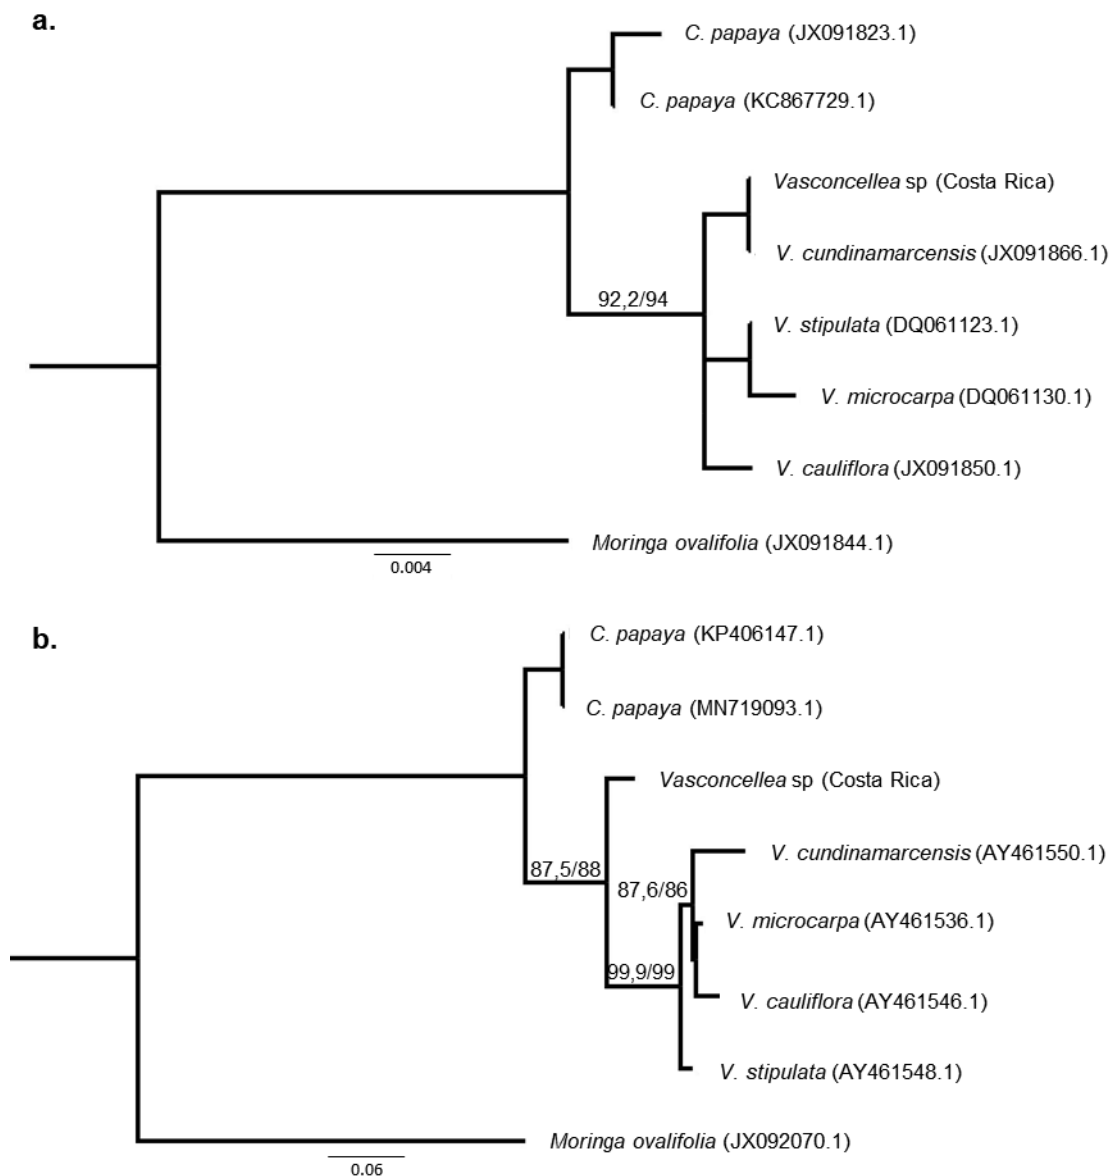 a.
C. papaya (JX091823.1)
C. papaya (KC867729.1)
Vasconcellea sp (Costa Rica)
V. cundinamarcensis (JX091866.1)
92,2/94
V. stipulata (DQ061123.1)
V. microcarpa (DQ061130.1)
V. cauliflora (JX091850.1)
Moringa ovalifolia (JX091844.1)
0.004
b.
C. papaya (KP406147.1)
C. papaya (MN719093.1)
Vasconcellea sp (Costa Rica)
V. cundinamarcensis (AY461550.1)
87,5/88
87,6/86
V. microcarpa (AY461536.1)
99,9/99
V. cauliflora (AY461546.1)
V. stipulata (AY461548.1)
Moringa ovalifolia (JX092070.1)
0.06